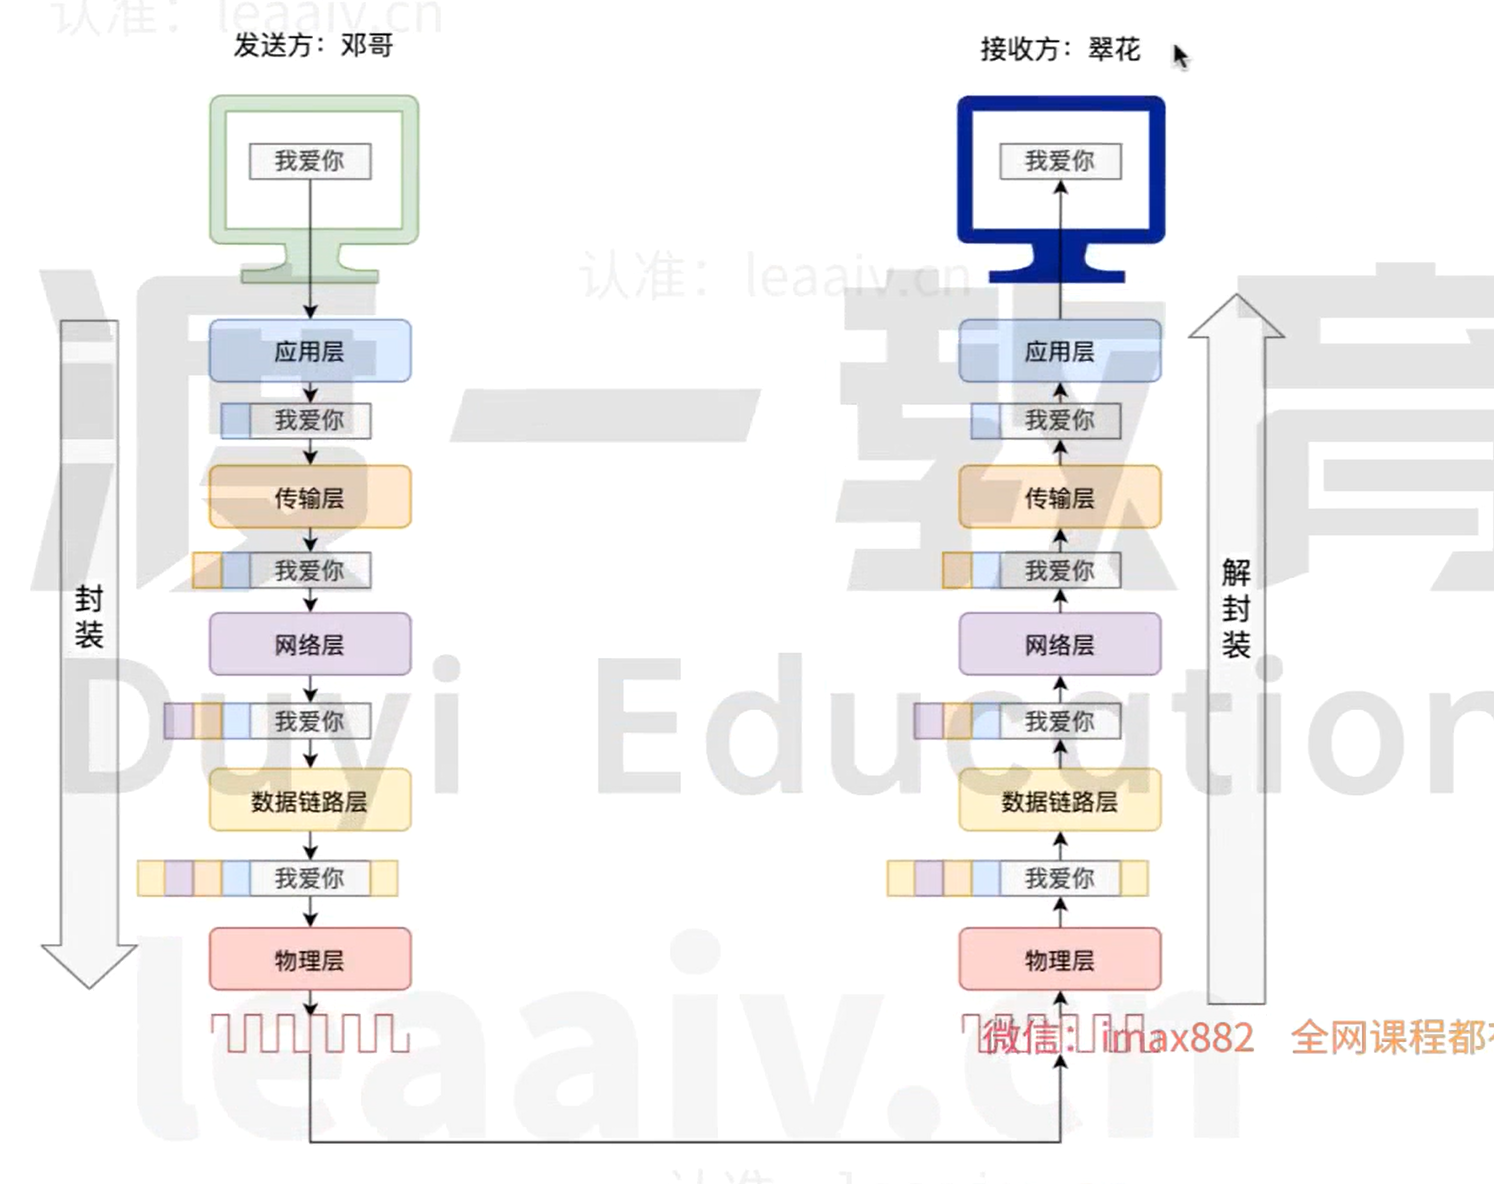 认准：leaaiv.cn
发送方：邓哥
接收方：翠花
我爱你
我爱你
认准：leaaiv.cn
渡一教育
应用层
应用层
我爱你
我爱你
传输层
传输层
我爱你
我爱你
封装
解封装
网络层
网络层
Duyi Education
我爱你
我爱你
数据链路层
数据链路层
我爱你
我爱你
物理层
物理层
leaaiv.cn
微信：imax882 全网课程都